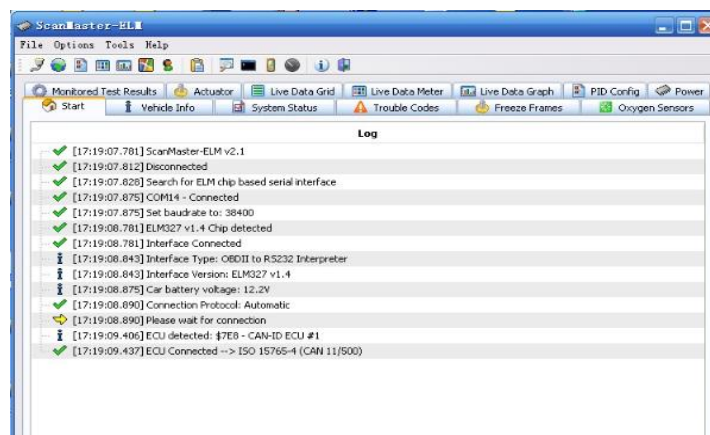 ScanMaster-ELM
File Options Tools Help
Monitored Test Results Actuator Live Data Grid Live Data Meter Live Data Graph PID Config Power
Start Vehicle Info System Status Trouble Codes Freeze Frames Oxygen Sensors
Log
[17:19:07.781] ScanMaster-ELM v2.1
[17:19:07.812] Disconnected
[17:19:07.828] Search for ELM chip based serial interface
[17:19:07.875] COM14 - Connected
[17:19:07.875] Set baudrate to: 38400
[17:19:08.781] ELM327 v1.4 Chip detected
[17:19:08.781] Interface Connected
[17:19:08.843] Interface Type: OBDII to RS232 Interpreter
[17:19:08.843] Interface Version: ELM327 v1.4
[17:19:08.875] Car battery voltage: 12.2V
[17:19:08.890] Connection Protocol: Automatic
[17:19:08.890] Please wait for connection
[17:19:09.406] ECU detected: $7E8 - CAN-ID ECU #1
[17:19:09.437] ECU Connected --> ISO 15765-4 (CAN 11/500)